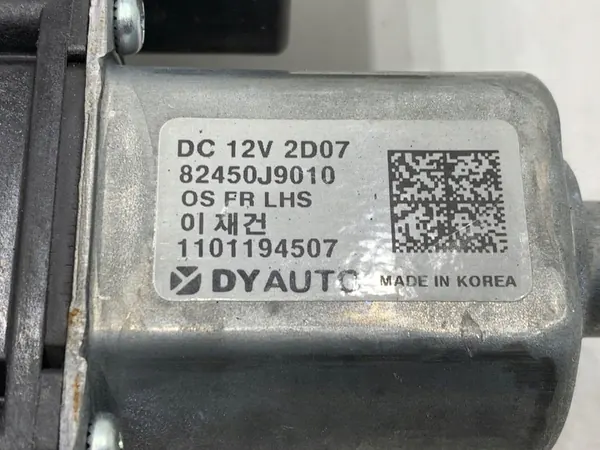 DC 12V 2D07
82450J9010
OS FR LHS
이재건
1101194507
DYAUTO MADE IN KOREA